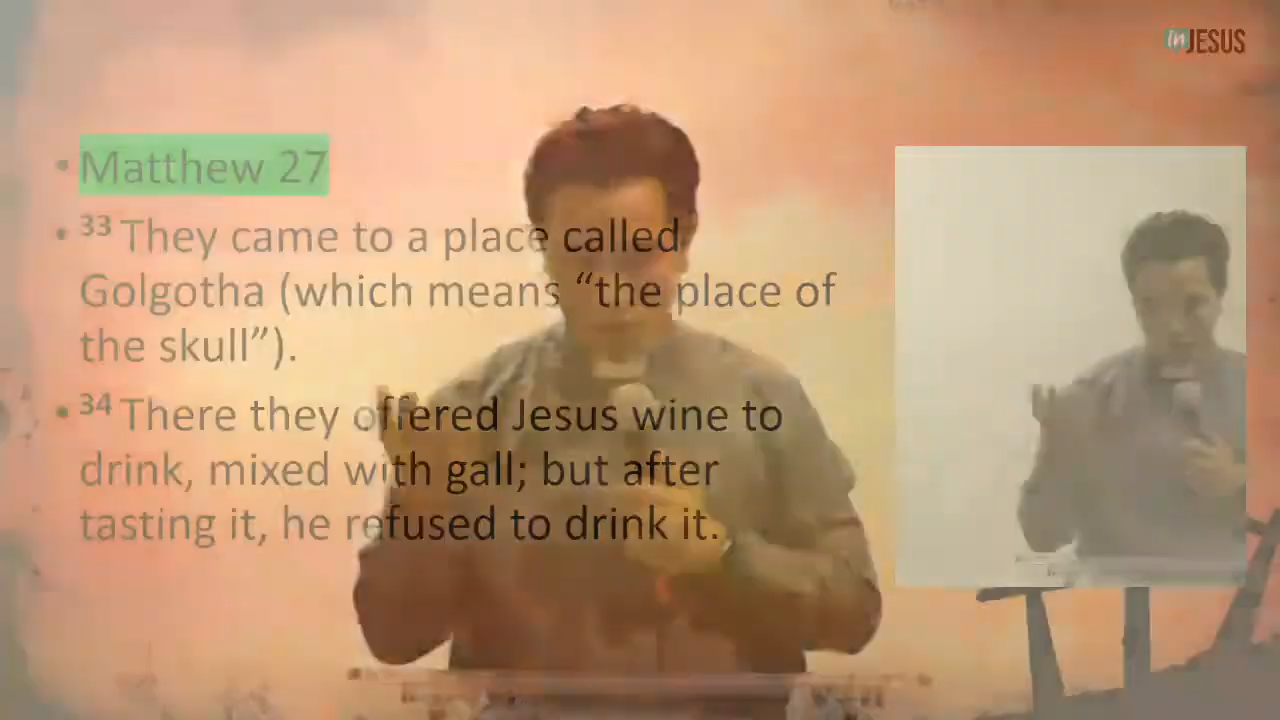 in JESUS
• Matthew 27
• 33 They came to a place called
Golgotha (which means “the place of
the skull”).
• 34 There they offered Jesus wine to
drink, mixed with gall; but after
tasting it, he refused to drink it.